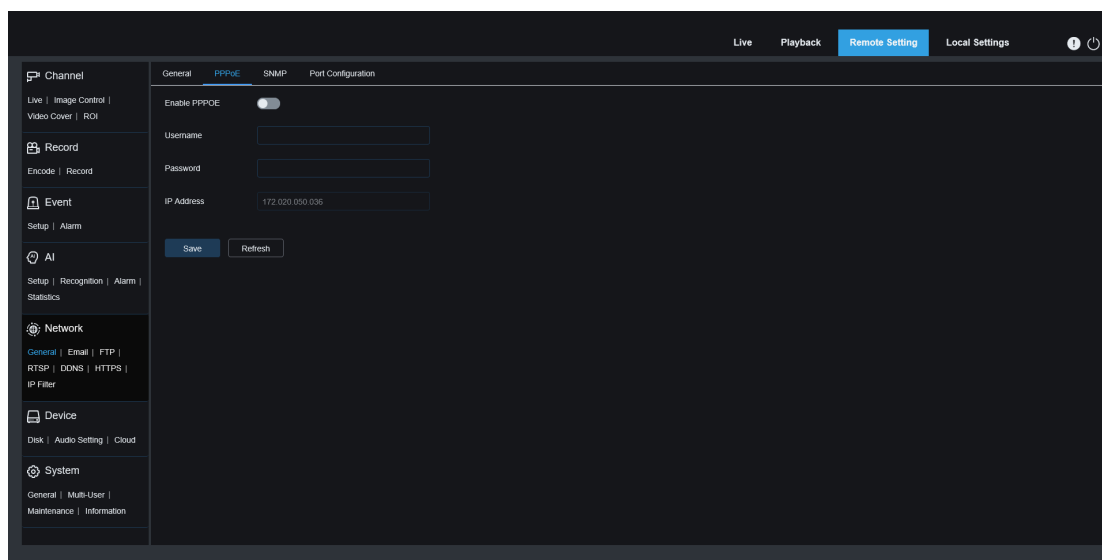 Live Playback Remote Setting Local Settings
Channel
Live | Image Control |
Video Cover | ROI
Record
Encode | Record
Event
Setup | Alarm
AI
Setup | Recognition | Alarm |
Statistics
Network
General | Email | FTP |
RTSP | DDNS | HTTPS |
IP Filter
Device
Disk | Audio Setting | Cloud
System
General | Multi-User |
Maintenance | Information
General PPPoE SNMP Port Configuration
Enable PPPOE
Username
Password
IP Address 172.020.050.036
Save Refresh